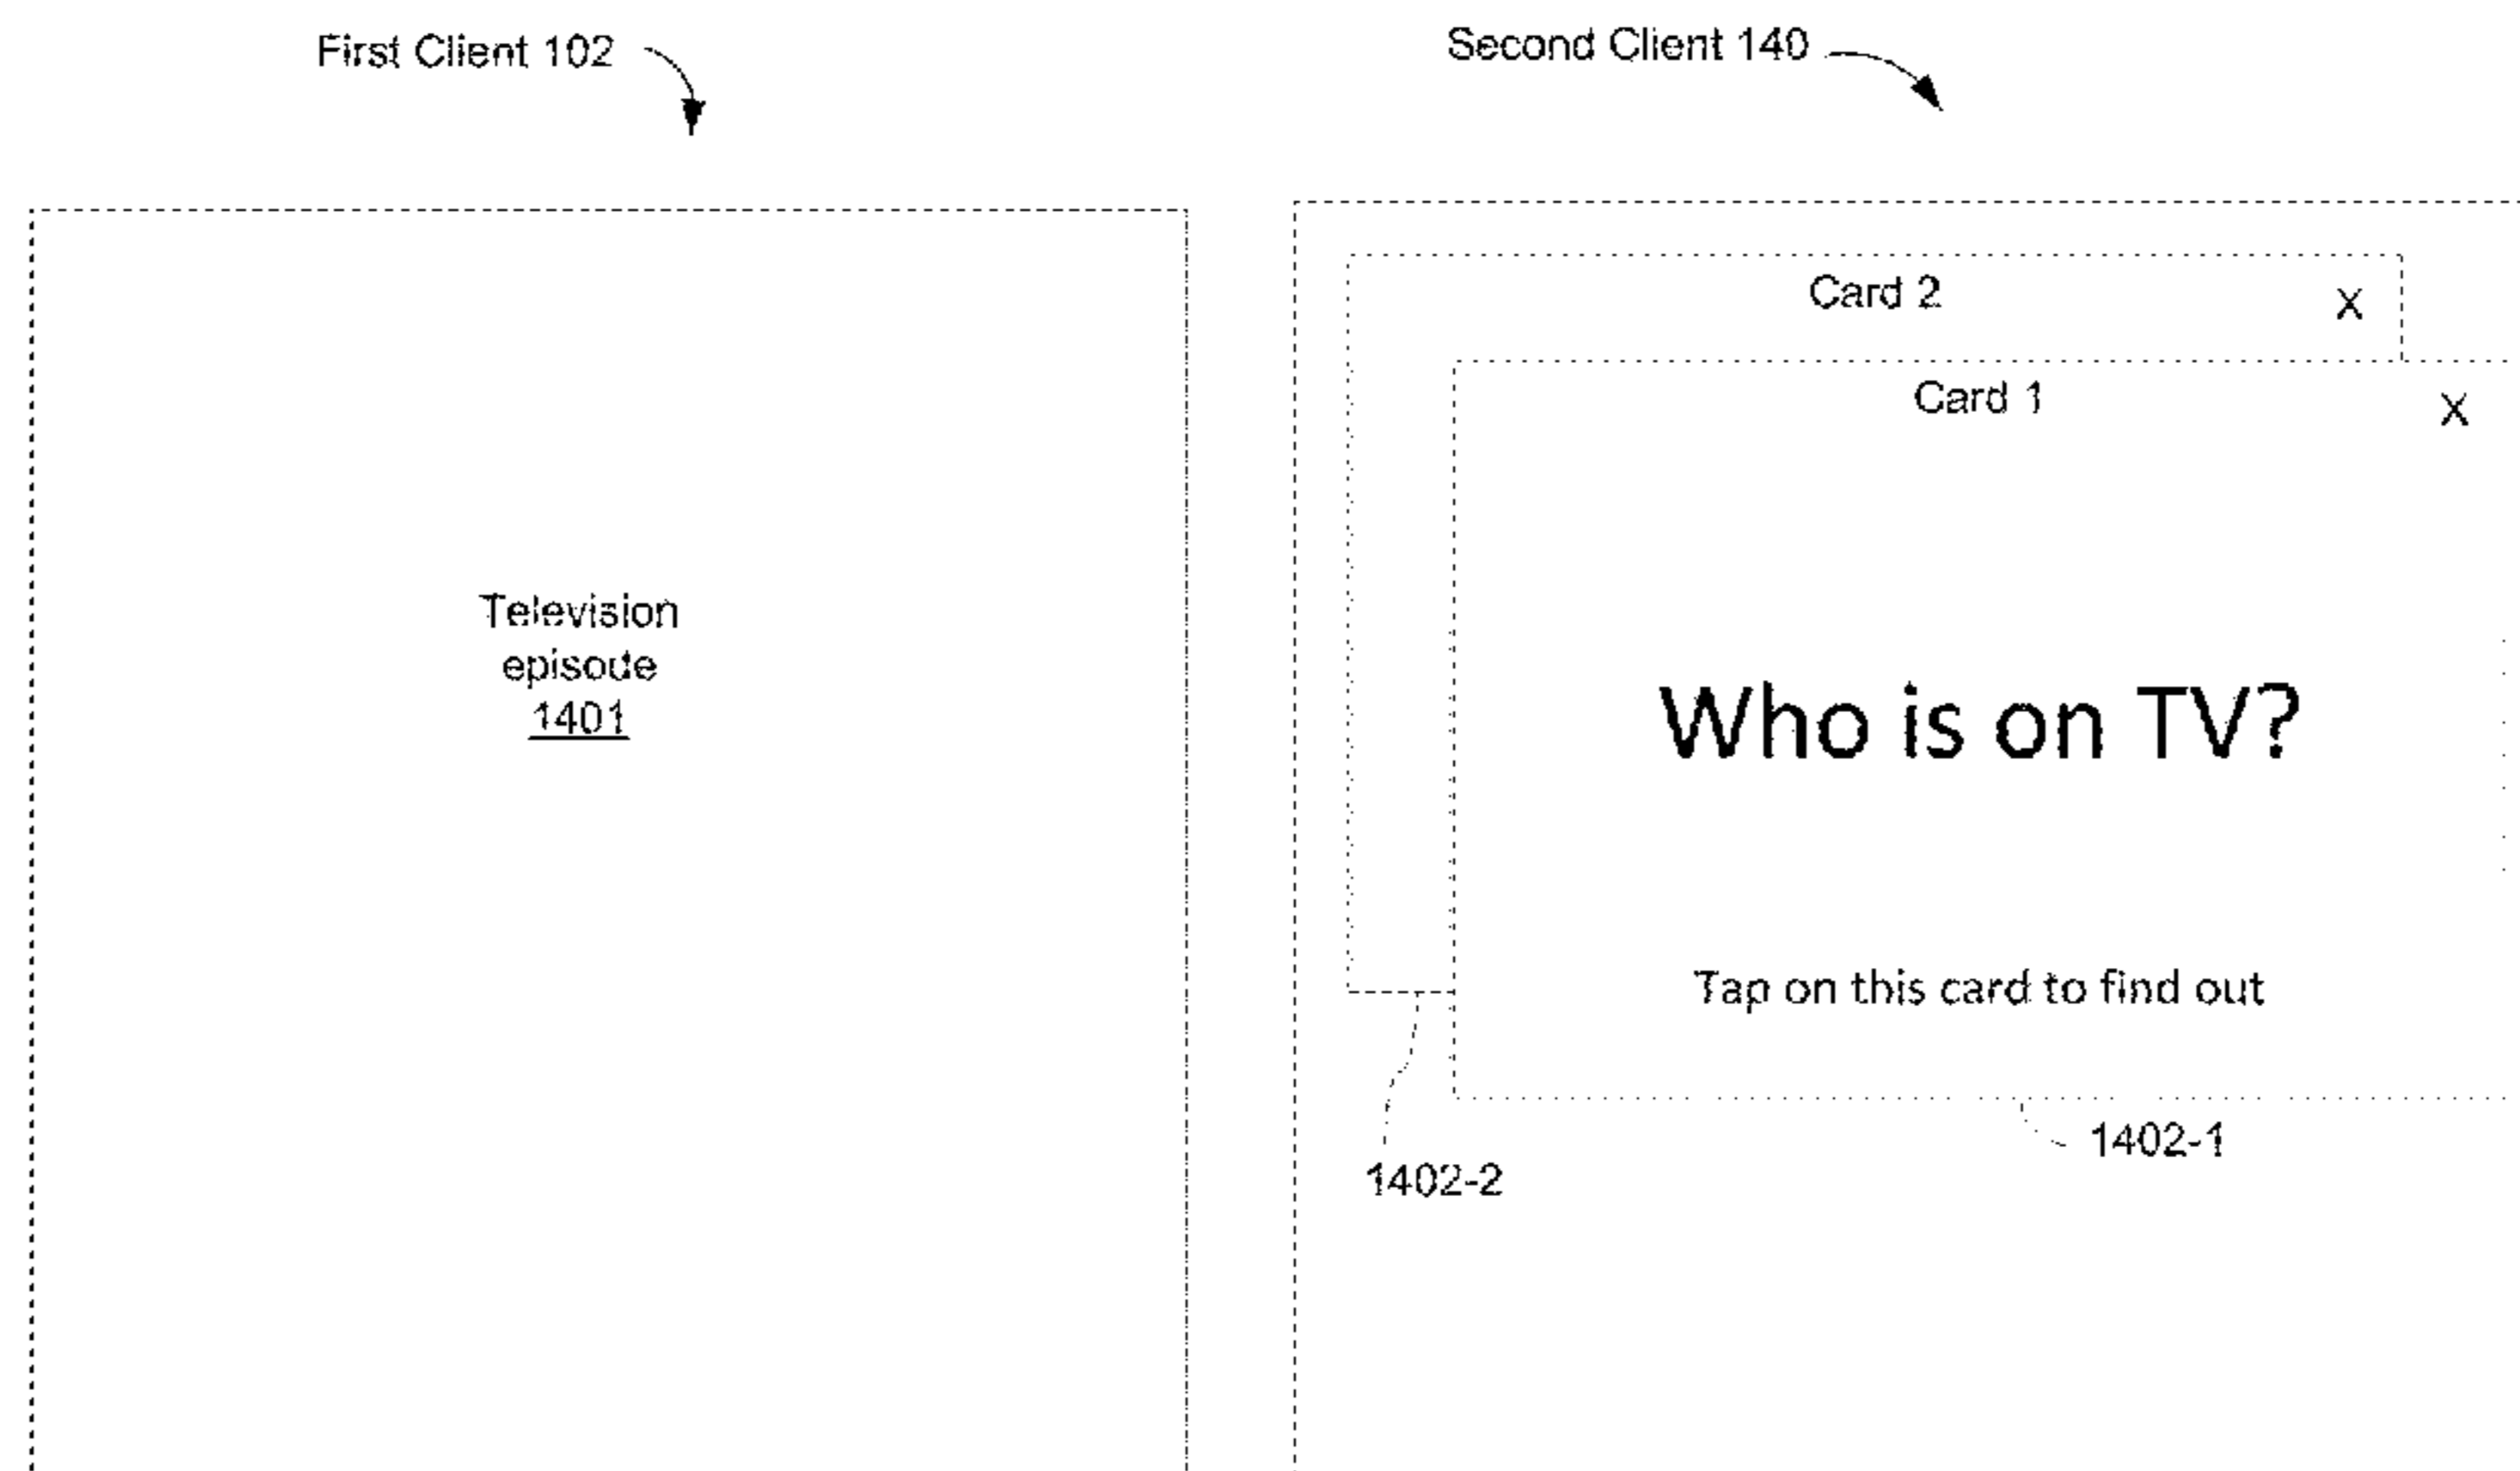 First Client 102
Second Client 140
Television
episode
1401
Card 2
X
Card 1
X
Who is on TV?
Tap on this card to find out
1402-1
1402-2